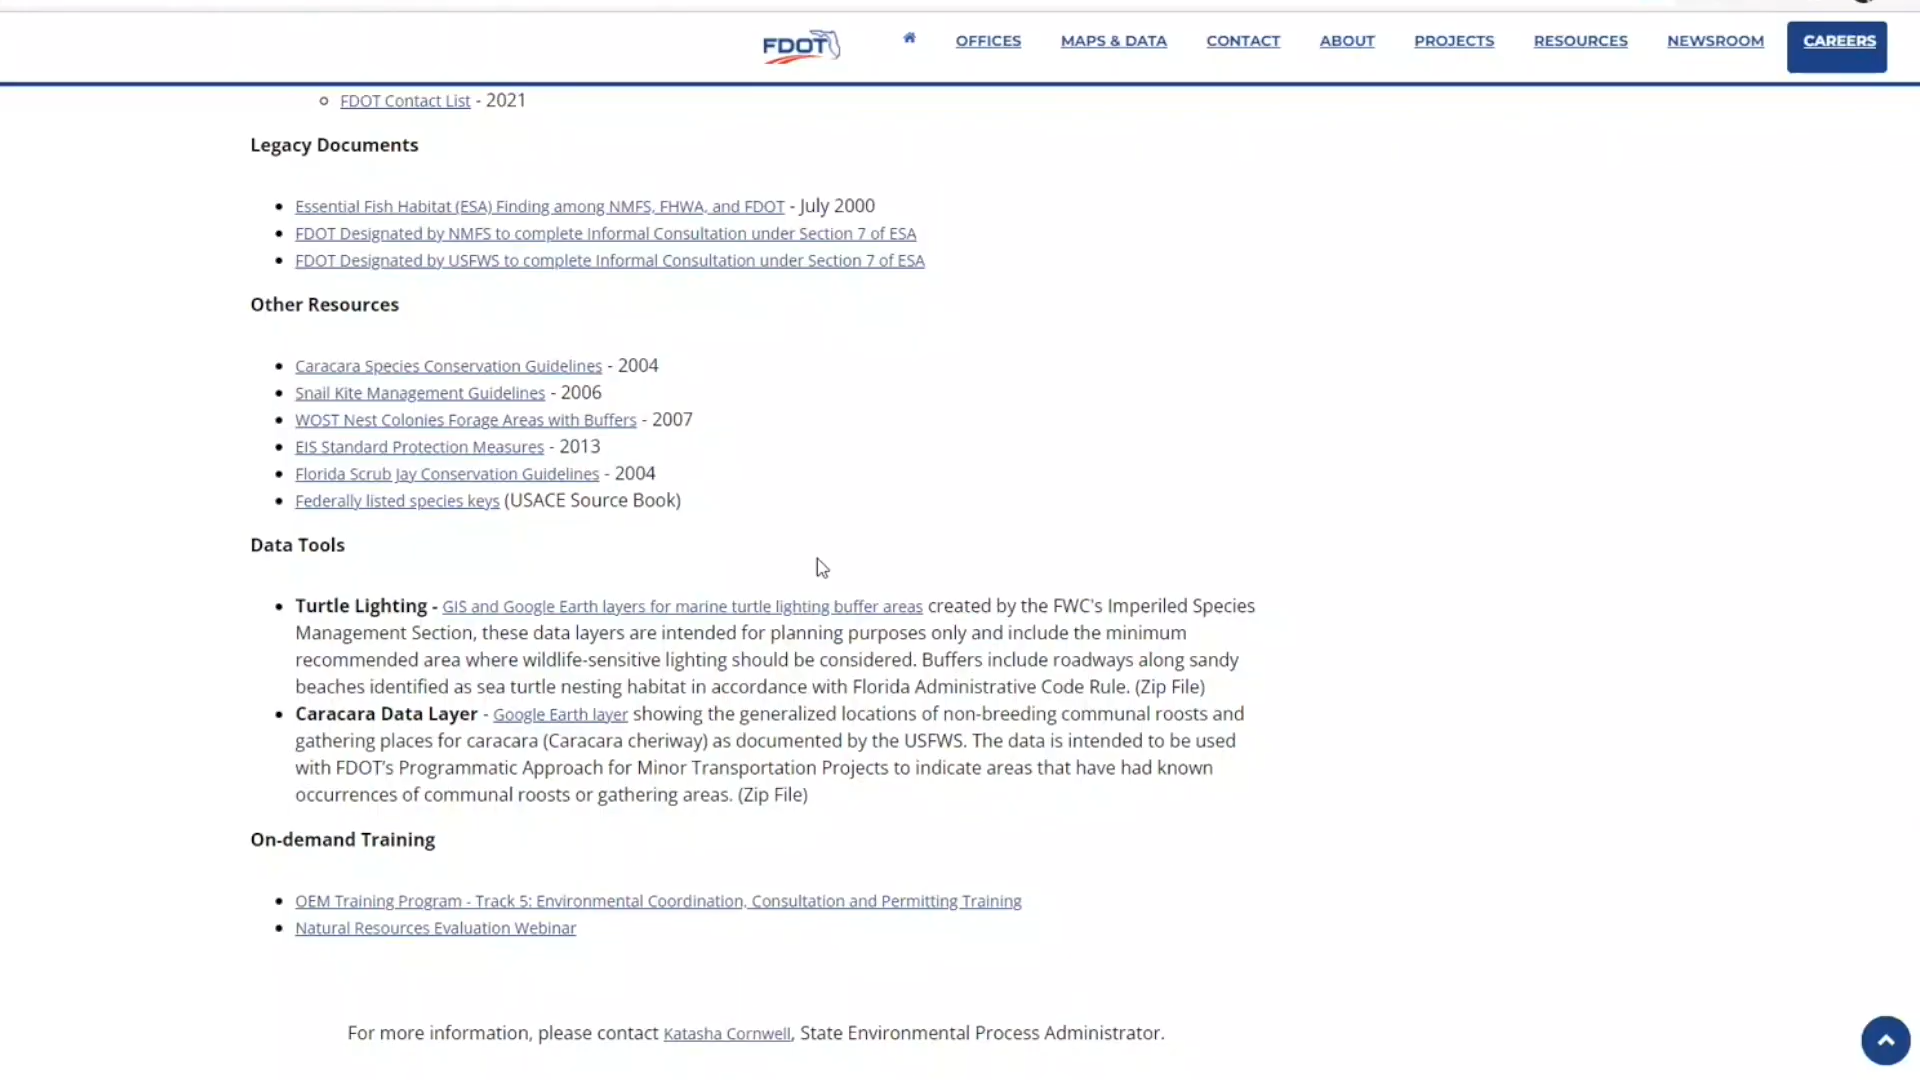 FDOT
OFFICES
MAPS & DATA
CONTACT
ABOUT
PROJECTS
RESOURCES
NEWSROOM
CAREERS
FDOT Contact List - 2021
Legacy Documents
Essential Fish Habitat (ESA) Finding among NMFS, FHWA, and FDOT - July 2000
FDOT Designated by NMFS to complete Informal Consultation under Section 7 of ESA
FDOT Designated by USFWS to complete Informal Consultation under Section 7 of ESA
Other Resources
Caracara Species Conservation Guidelines - 2004
Snail Kite Management Guidelines - 2006
WOST Nest Colonies Forage Areas with Buffers - 2007
EIS Standard Protection Measures - 2013
Florida Scrub Jay Conservation Guidelines - 2004
Federally listed species keys (USACE Source Book)
Data Tools
Turtle Lighting - GIS and Google Earth layers for marine turtle lighting buffer areas created by the FWC's Imperiled Species
Management Section, these data layers are intended for planning purposes only and include the minimum
recommended area where wildlife-sensitive lighting should be considered. Buffers include roadways along sandy
beaches identified as sea turtle nesting habitat in accordance with Florida Administrative Code Rule. (Zip File)
Caracara Data Layer - Google Earth layer showing the generalized locations of non-breeding communal roosts and
gathering places for caracara (Caracara cheriway) as documented by the USFWS. The data is intended to be used
with FDOT’s Programmatic Approach for Minor Transportation Projects to indicate areas that have had known
occurrences of communal roosts or gathering areas. (Zip File)
On-demand Training
OEM Training Program - Track 5: Environmental Coordination, Consultation and Permitting Training
Natural Resources Evaluation Webinar
For more information, please contact Katasha Cornwell, State Environmental Process Administrator.